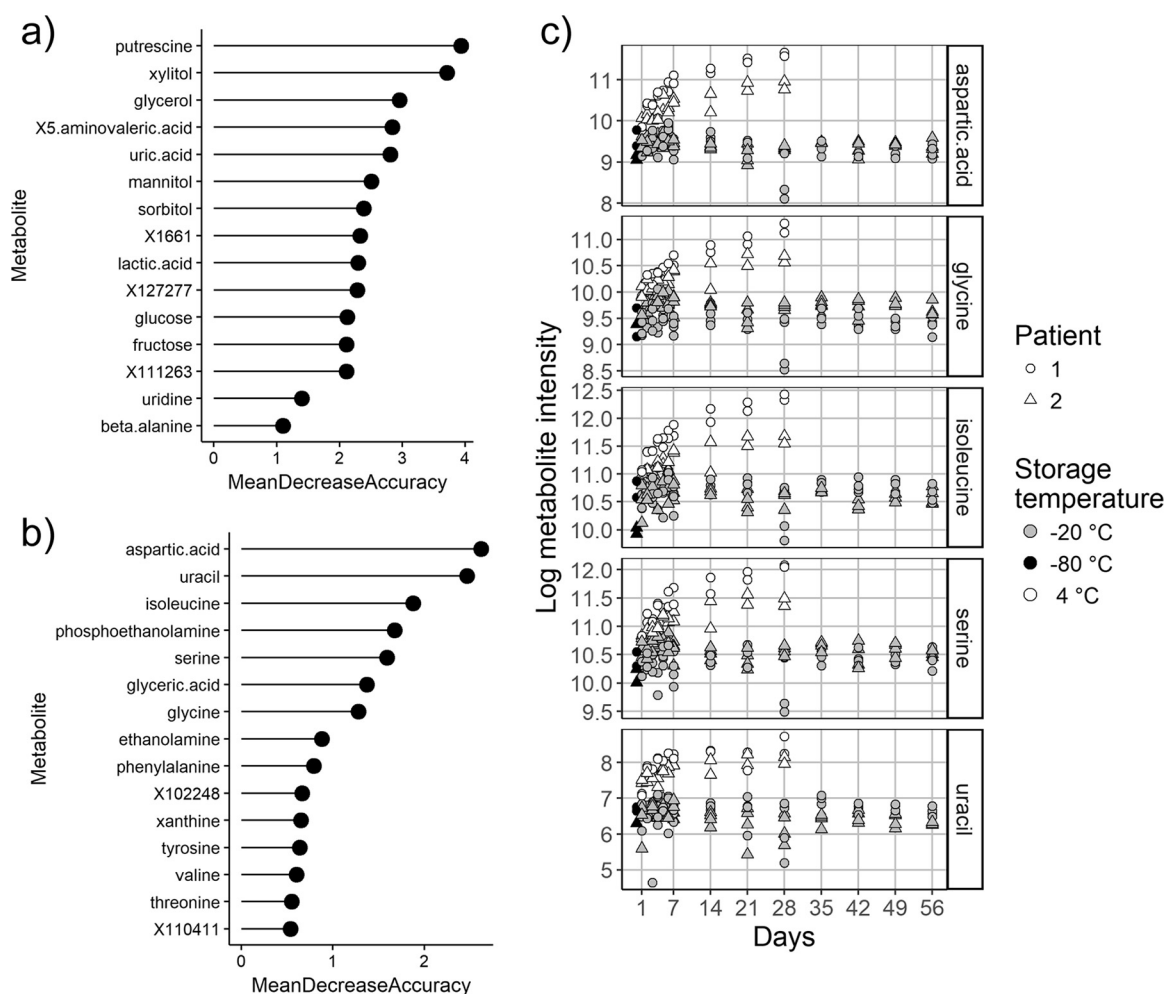 a)
Metabolite
putrescine
xylitol
glycerol
X5.aminovaleric.acid
uric.acid
mannitol
sorbitol
X1661
lactic.acid
X127277
glucose
fructose
X111263
uridine
beta.alanine
0 1 2 3 4
MeanDecreaseAccuracy
b)
Metabolite
aspartic.acid
uracil
isoleucine
phosphoethanolamine
serine
glyceric.acid
glycine
ethanolamine
phenylalanine
X102248
xanthine
tyrosine
valine
threonine
X110411
0 1 2
MeanDecreaseAccuracy
c)
Log metabolite intensity
11
10
9
8
aspartic.acid
11.0
10.5
10.0
9.5
9.0
8.5
glycine
12.5
12.0
11.5
11.0
10.5
10.0
isoleucine
12.0
11.5
11.0
10.5
10.0
9.5
serine
8
7
6
5
uracil
1 7 14 21 28 35 42 49 56
Days
Patient
1
2
Storage
temperature
-20 °C
-80 °C
4 °C